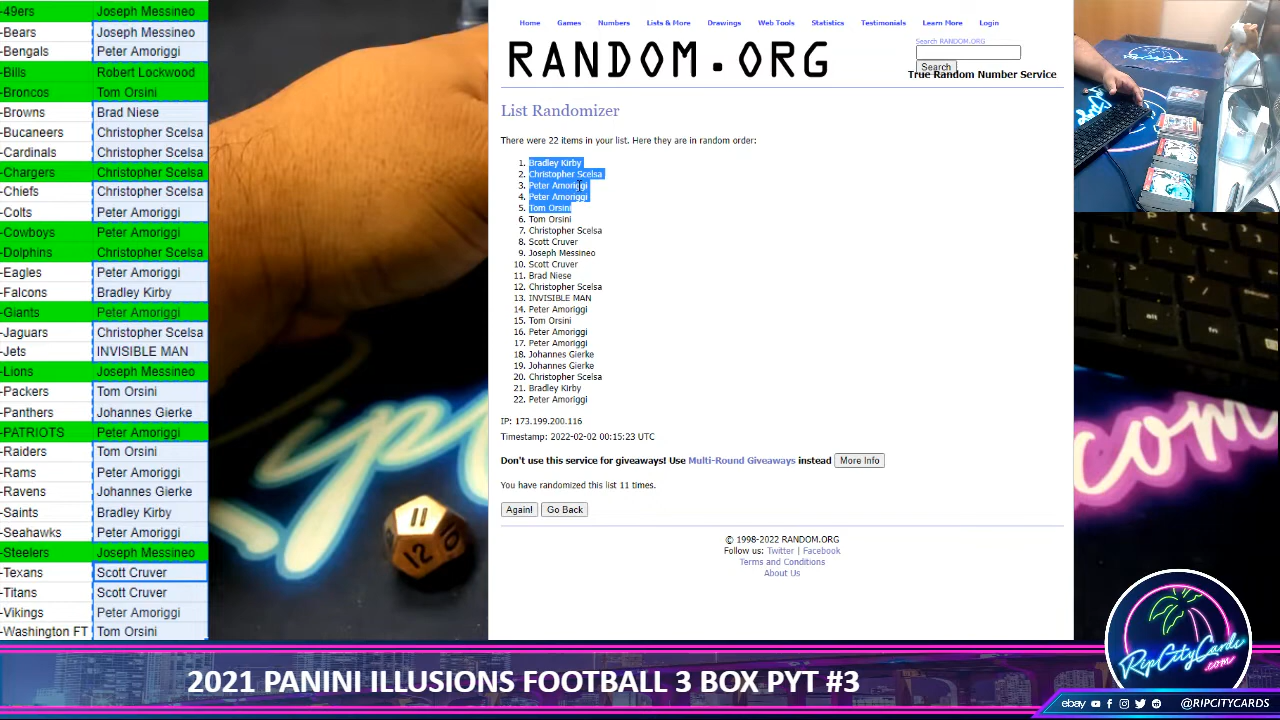 -49ers Joseph Messineo
-Bears Joseph Messineo
-Bengals Peter Amoriggi
-Bills Robert Lockwood
-Broncos Tom Orsini
-Browns Brad Niese
-Bucaneers Christopher Scelsa
-Cardinals Christopher Scelsa
-Chargers Christopher Scelsa
-Chiefs Christopher Scelsa
-Colts Peter Amoriggi
-Cowboys Peter Amoriggi
-Dolphins Christopher Scelsa
-Eagles Peter Amoriggi
-Falcons Bradley Kirby
-Giants Peter Amoriggi
-Jaguars Christopher Scelsa
-Jets INVISIBLE MAN
-Lions Joseph Messineo
-Packers Tom Orsini
-Panthers Johannes Gierke
-PATRIOTS Peter Amoriggi
-Raiders Tom Orsini
-Rams Peter Amoriggi
-Ravens Johannes Gierke
-Saints Bradley Kirby
-Seahawks Peter Amoriggi
-Steelers Joseph Messineo
-Texans Scott Cruver
-Titans Scott Cruver
-Vikings Peter Amoriggi
-Washington FT Tom Orsini
11
12
10
Home Games Numbers Lists & More Drawings Web Tools Statistics Testimonials Learn More Login
RANDOM.ORG
Search RANDOM.ORG
Search
True Random Number Service
List Randomizer
There were 22 items in your list. Here they are in random order:
1. Bradley Kirby
2. Christopher Scelsa
3. Peter Amoriggi
4. Peter Amoriggi
5. Tom Orsini
6. Tom Orsini
7. Christopher Scelsa
8. Scott Cruver
9. Joseph Messineo
10. Scott Cruver
11. Brad Niese
12. Christopher Scelsa
13. INVISIBLE MAN
14. Peter Amoriggi
15. Tom Orsini
16. Peter Amoriggi
17. Peter Amoriggi
18. Johannes Gierke
19. Johannes Gierke
20. Christopher Scelsa
21. Bradley Kirby
22. Peter Amoriggi
IP: 173.199.200.116
Timestamp: 2022-02-02 00:15:23 UTC
Don't use this service for giveaways! Use Multi-Round Giveaways instead More Info
You have randomized this list 11 times.
Again! Go Back
© 1998-2022 RANDOM.ORG
Follow us: Twitter | Facebook
Terms and Conditions
About Us
com
RipCityCards
.com
2021 PANINI ILLUSIONS FOOTBALL 3 BOX PYT #3
ebay @RIPCITYCARDS